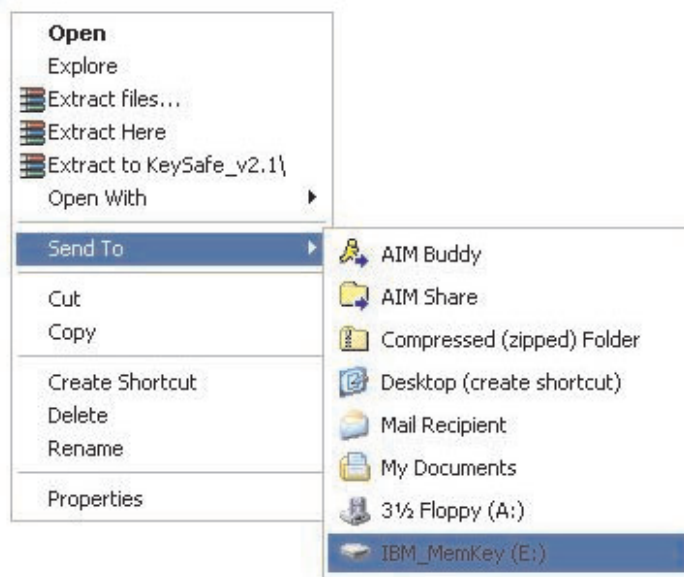 Open
Explore
Extract files...
Extract Here
Extract to KeySafe_v2.1\
Open With
Send To
Cut
Copy
Create Shortcut
Delete
Rename
Properties
AIM Buddy
AIM Share
Compressed (zipped) Folder
Desktop (create shortcut)
Mail Recipient
My Documents
3½ Floppy (A:)
IBM_MemKey (E:)